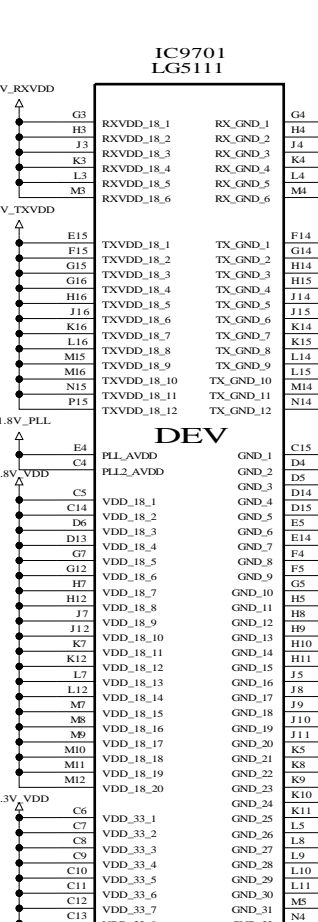 IC9701
LG5111
V_RXVDD
G3 RXVDD_18_1 RX_GND_1 G4
H3 RXVDD_18_2 RX_GND_2 H4
J3 RXVDD_18_3 RX_GND_3 J4
K3 RXVDD_18_4 RX_GND_4 K4
L3 RXVDD_18_5 RX_GND_5 L4
M3 RXVDD_18_6 RX_GND_6 M4
V_TXVDD
E15 TXVDD_18_1 TX_GND_1 F14
F15 TXVDD_18_2 TX_GND_2 G14
G15 TXVDD_18_3 TX_GND_3 H14
G16 TXVDD_18_4 TX_GND_4 H15
H16 TXVDD_18_5 TX_GND_5 J14
J16 TXVDD_18_6 TX_GND_6 J15
K16 TXVDD_18_7 TX_GND_7 K14
L16 TXVDD_18_8 TX_GND_8 K15
M15 TXVDD_18_9 TX_GND_9 L14
M16 TXVDD_18_10 TX_GND_10 L15
N15 TXVDD_18_11 TX_GND_11 M14
P15 TXVDD_18_12 TX_GND_12 N14
1.8V_PLL
DEV
E4 PLL_AVDD GND_1 C15
C4 PLL2_AVDD GND_2 D4
.8V_VDD GND_3 D5
C5 VDD_18_1 GND_4 D14
C14 VDD_18_2 GND_5 D15
D6 VDD_18_3 GND_6 E5
D13 VDD_18_4 GND_7 E14
G7 VDD_18_5 GND_8 F4
G12 VDD_18_6 GND_9 F5
H7 VDD_18_7 GND_10 G5
H12 VDD_18_8 GND_11 H5
J7 VDD_18_9 GND_12 H8
J12 VDD_18_10 GND_13 H9
K7 VDD_18_11 GND_14 H10
K12 VDD_18_12 GND_15 H11
L7 VDD_18_13 GND_16 J5
L12 VDD_18_14 GND_17 J8
M7 VDD_18_15 GND_18 J9
M8 VDD_18_16 GND_19 J10
M9 VDD_18_17 GND_20 J11
M10 VDD_18_18 GND_21 K5
M11 VDD_18_19 GND_22 K8
M12 VDD_18_20 GND_23 K9
.3V_VDD GND_24 K10
C6 VDD_33_1 GND_25 K11
C7 VDD_33_2 GND_26 L5
C8 VDD_33_3 GND_27 L8
C9 VDD_33_4 GND_28 L9
C10 VDD_33_5 GND_29 L10
C11 VDD_33_6 GND_30 L11
C12 VDD_33_7 GND_31 M5
C13 N4